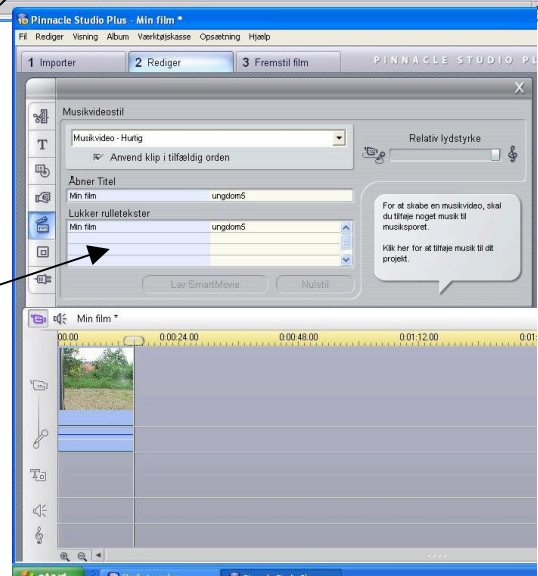 Pinnacle Studio Plus - Min film *
Fil Rediger Visning Album Værktøjskasse Opsætning Hjælp
1 Importer 2 Rediger 3 Fremstil film PINNACLE STUDIO PL
X
Musikvideostil
Musikvideo - Hurtig
Anvend klip i tilfældig orden
Relativ lydstyrke
Åbner Titel
Min film ungdom5
Lukker rulletekster
Min film ungdom5
For at skabe en musikvideo, skal
du tilføje noget musik til
musiksporet.
Klik her for at tilføje musik til dit
projekt.
Lav SmartMovie Nulstil
Min film *
00.00 0:00:24.00 0:00:48.00 0:01:12.00 0:01: